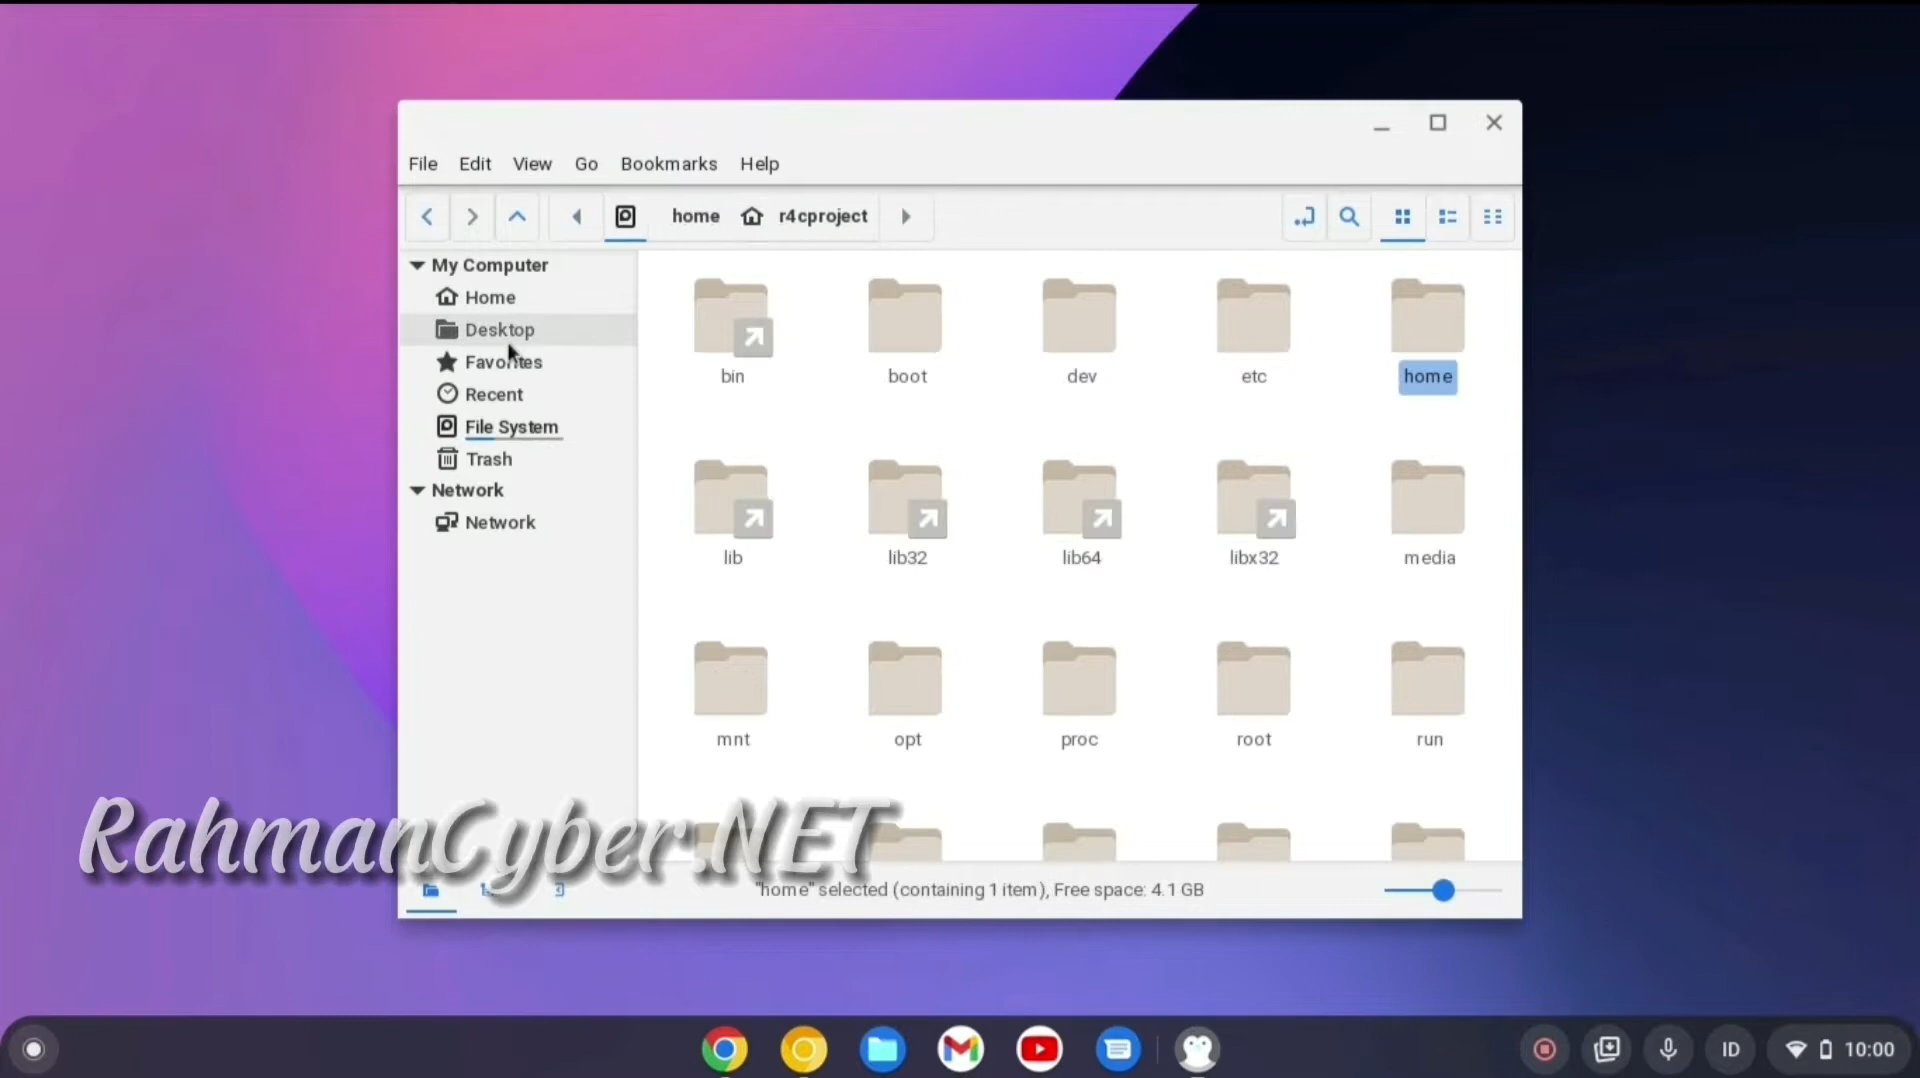 File Edit View Go Bookmarks Help
home r4cproject
My Computer
Home
Desktop
Favorites
Recent
File System
Trash
Network
Network
bin boot dev etc home
lib lib32 lib64 libx32 media
mnt opt proc root run
RahmanCyber.NET
"home" selected (containing 1 item), Free space: 4.1 GB
ID 10:00